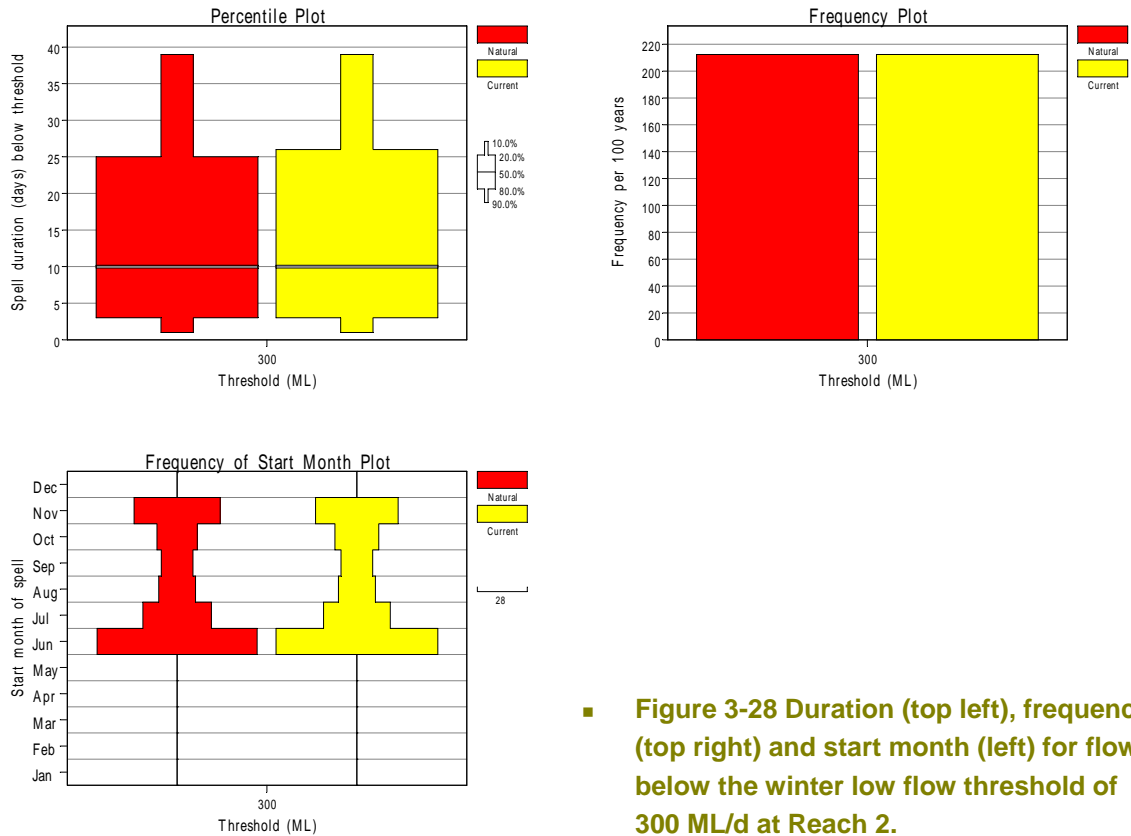 Percentile Plot
40
35
30
25
20
15
10
5
0
Spell duration (days) below threshold
300
Threshold (ML)
Natural
Current
10.0%
20.0%
50.0%
80.0%
90.0%
Frequency Plot
220
200
180
160
140
120
100
80
60
40
20
0
Frequency per 100 years
300
Threshold (ML)
Natural
Current
Frequency of Start Month Plot
Dec
Nov
Oct
Sep
Aug
Jul
Jun
May
Apr
Mar
Feb
Jan
Start month of spell
300
Threshold (ML)
Natural
Current
28
▪ Figure 3-28 Duration (top left), frequenc
(top right) and start month (left) for flow
below the winter low flow threshold of
300 ML/d at Reach 2.